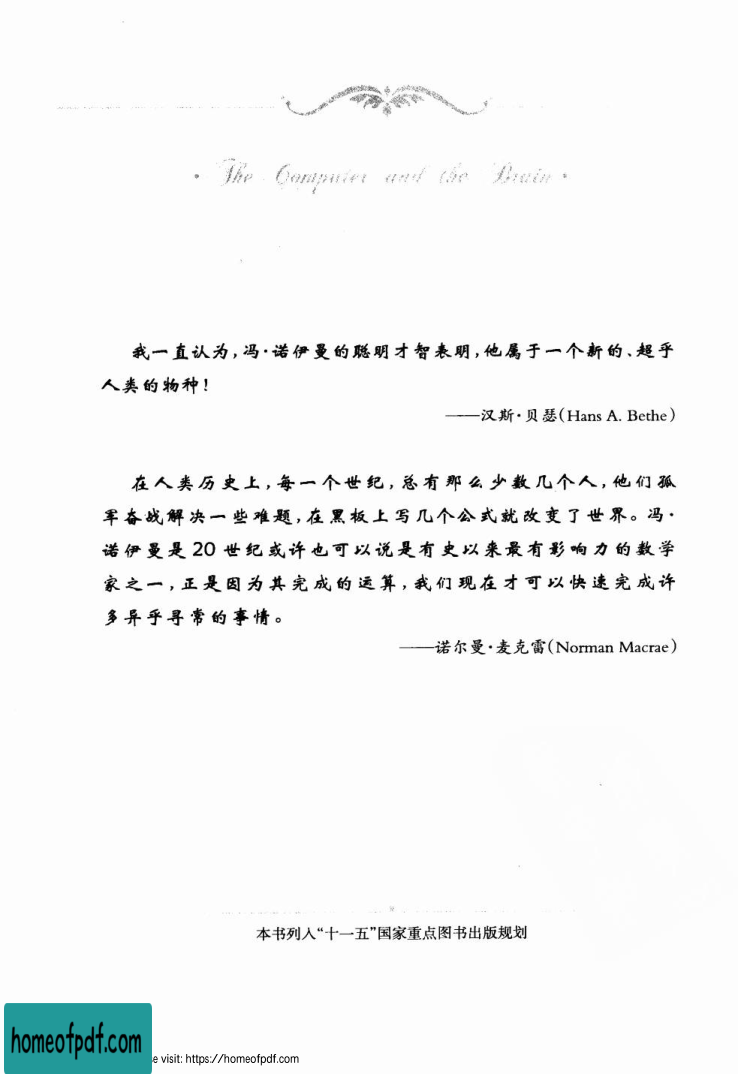 • The Computer and the Brain •
我一直认为,冯·诺伊曼的聪明才智表明,他属于一个新的、超乎
人类的物种!
——汉斯·贝瑟(Hans A. Bethe)
在人类历史上,每一个世纪,总有那么少数几个人,他们孤
军奋战解决一些难题,在黑板上写几个公式就改变了世界。冯·
诺伊曼是20世纪或许也可以说是有史以来最有影响力的数学
家之一,正是因为其完成的运算,我们现在才可以快速完成许
多异乎寻常的事情。
——诺尔曼·麦克雷(Norman Macrae)
本书列入“十一五”国家重点图书出版规划
homeofpdf.com
e visit: https://homeofpdf.com